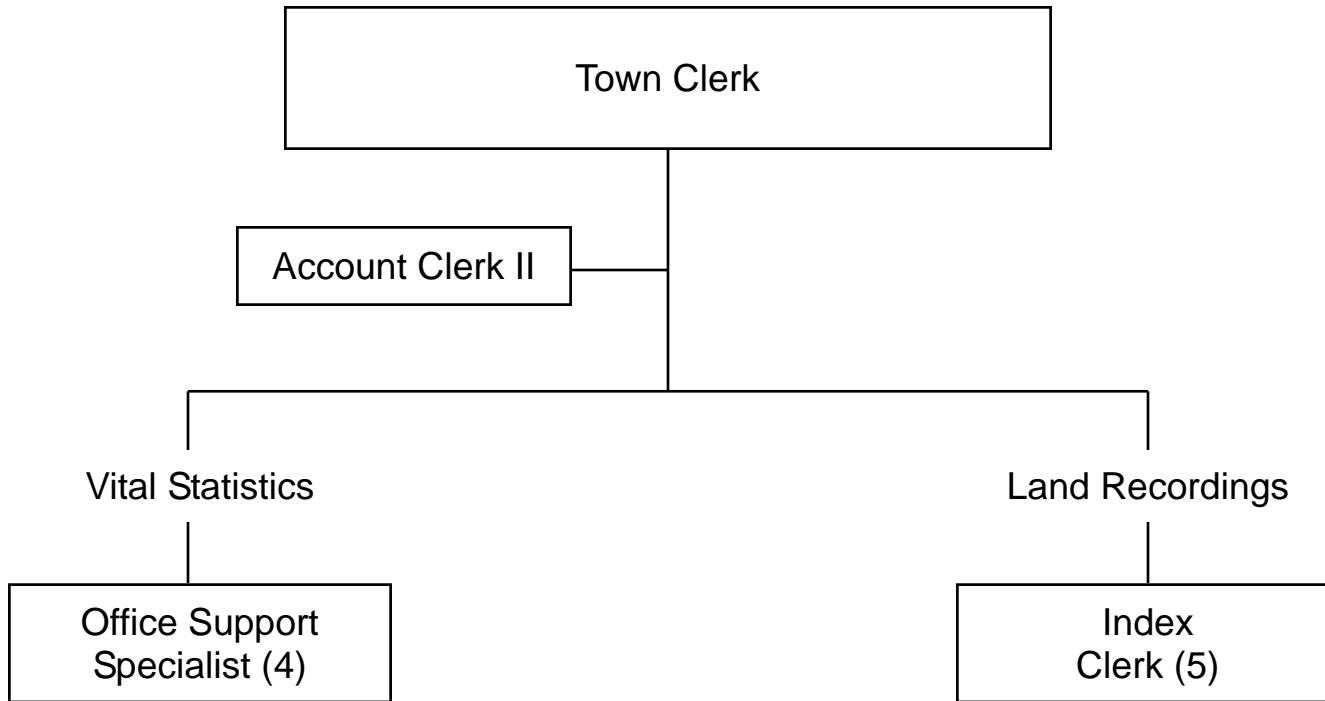 Town Clerk
Account Clerk II
Vital Statistics
Land Recordings
Office Support
Specialist (4)
Index
Clerk (5)